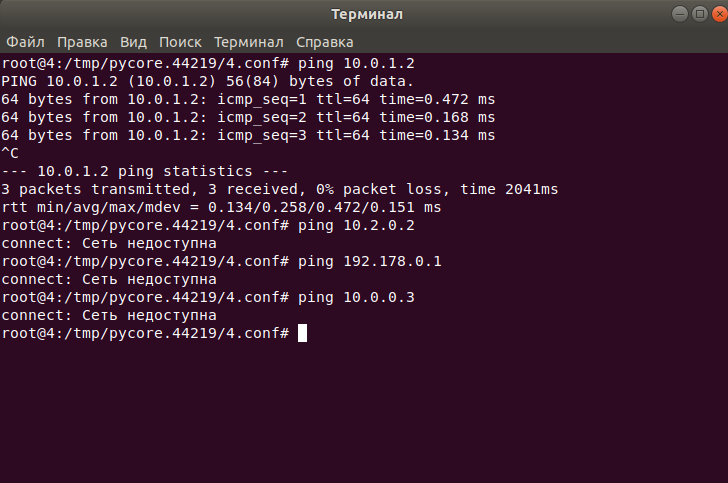 Терминал
Файл Правка Вид Поиск Терминал Справка
root@4:/tmp/pycore.44219/4.conf# ping 10.0.1.2
PING 10.0.1.2 (10.0.1.2) 56(84) bytes of data.
64 bytes from 10.0.1.2: icmp_seq=1 ttl=64 time=0.472 ms
64 bytes from 10.0.1.2: icmp_seq=2 ttl=64 time=0.168 ms
64 bytes from 10.0.1.2: icmp_seq=3 ttl=64 time=0.134 ms
^C
--- 10.0.1.2 ping statistics ---
3 packets transmitted, 3 received, 0% packet loss, time 2041ms
rtt min/avg/max/mdev = 0.134/0.258/0.472/0.151 ms
root@4:/tmp/pycore.44219/4.conf# ping 10.2.0.2
connect: Сеть недоступна
root@4:/tmp/pycore.44219/4.conf# ping 192.178.0.1
connect: Сеть недоступна
root@4:/tmp/pycore.44219/4.conf# ping 10.0.0.3
connect: Сеть недоступна
root@4:/tmp/pycore.44219/4.conf#